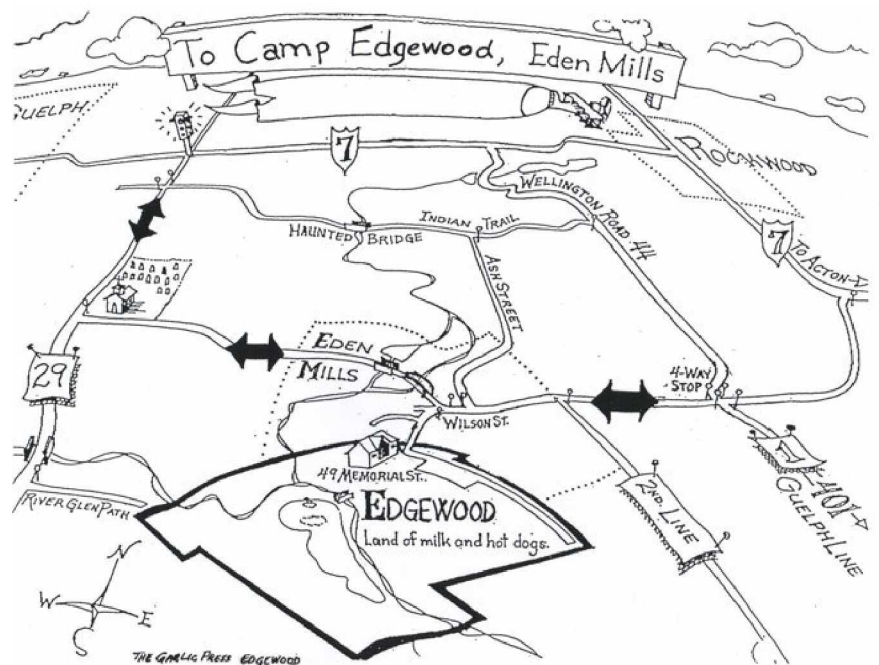 To Camp Edgewood, Eden Mills
GUELPH
7
ROCKWOOD
WELLINGTON ROAD 44
INDIAN TRAIL
HAUNTED BRIDGE
7
TO ACTON
ASH STREET
EDEN
MILLS
29
4-WAY
STOP
WILSON ST.
1
401
GUELPH LINE
49 MEMORIAL ST.
2ND. LINE
EDGEWOOD
Land of milk and hot dogs.
RIVER GLEN PATH
N
W
E
S
THE GARLIC PRESS EDGEWOOD